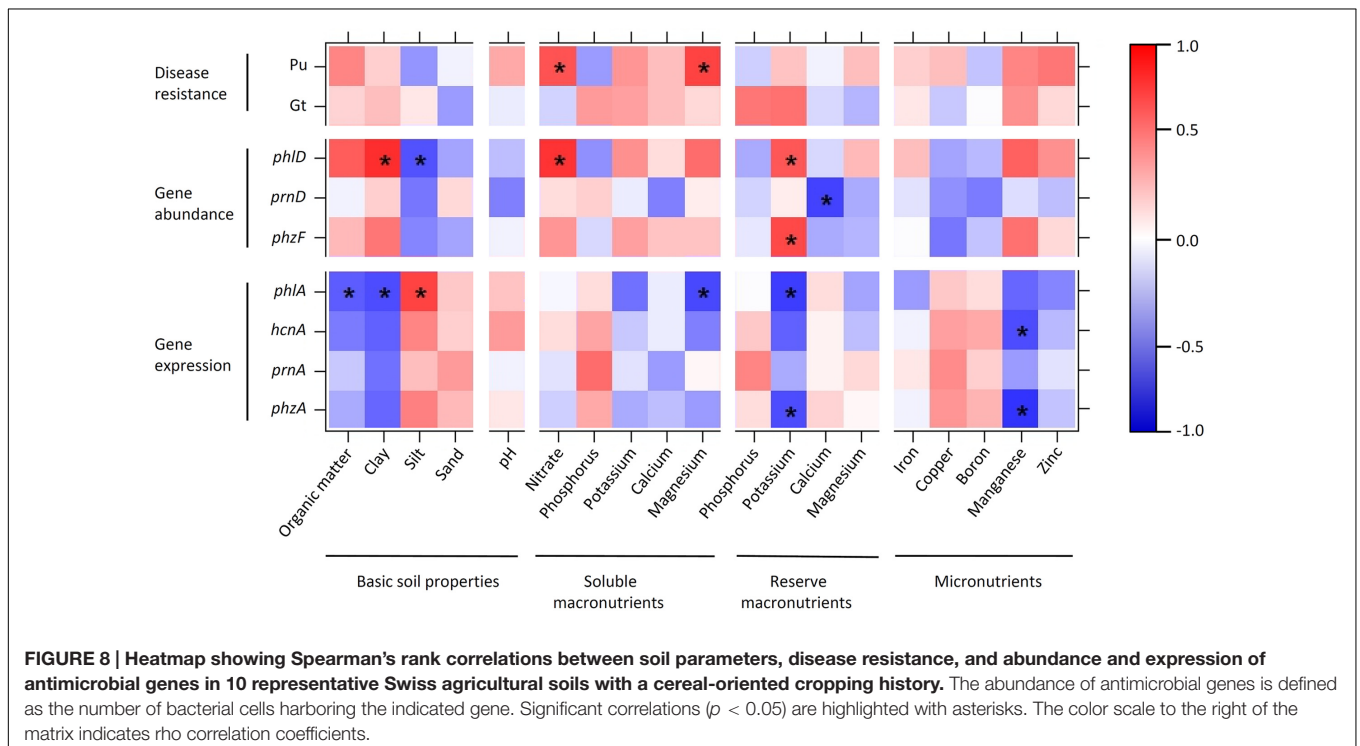 Disease
resistance
Pu
Gt
Gene
abundance
phlD
prnD
phzF
Gene
expression
phlA
hcnA
prnA
phzA
* *
* * * *
*
*
* * * * *
*
* *
1.0
0.5
0.0
-0.5
-1.0
Organic matter
Clay
Silt
Sand
pH
Nitrate
Phosphorus
Potassium
Calcium
Magnesium
Phosphorus
Potassium
Calcium
Magnesium
Iron
Copper
Boron
Manganese
Zinc
Basic soil properties
Soluble
macronutrients
Reserve
macronutrients
Micronutrients
FIGURE 8 | Heatmap showing Spearman's rank correlations between soil parameters, disease resistance, and abundance and expression of
antimicrobial genes in 10 representative Swiss agricultural soils with a cereal-oriented cropping history. The abundance of antimicrobial genes is defined
as the number of bacterial cells harboring the indicated gene. Significant correlations (p < 0.05) are highlighted with asterisks. The color scale to the right of the
matrix indicates rho correlation coefficients.